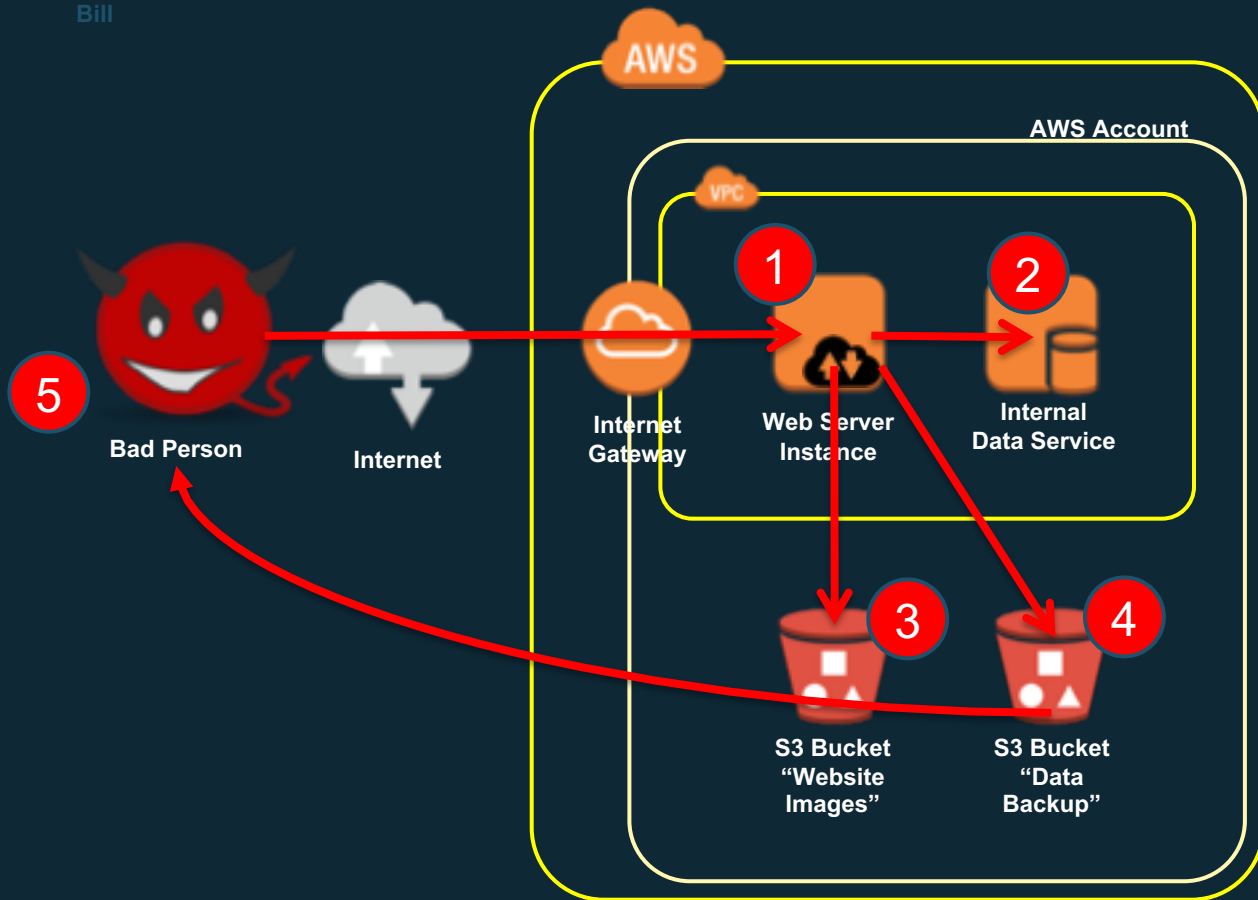 Bill
AWS
AWS Account
VPC
1
2
5
Bad Person
Internet
Internet
Gateway
Web Server
Instance
Internal
Data Service
3
4
S3 Bucket
“Website
Images”
S3 Bucket
“Data
Backup”